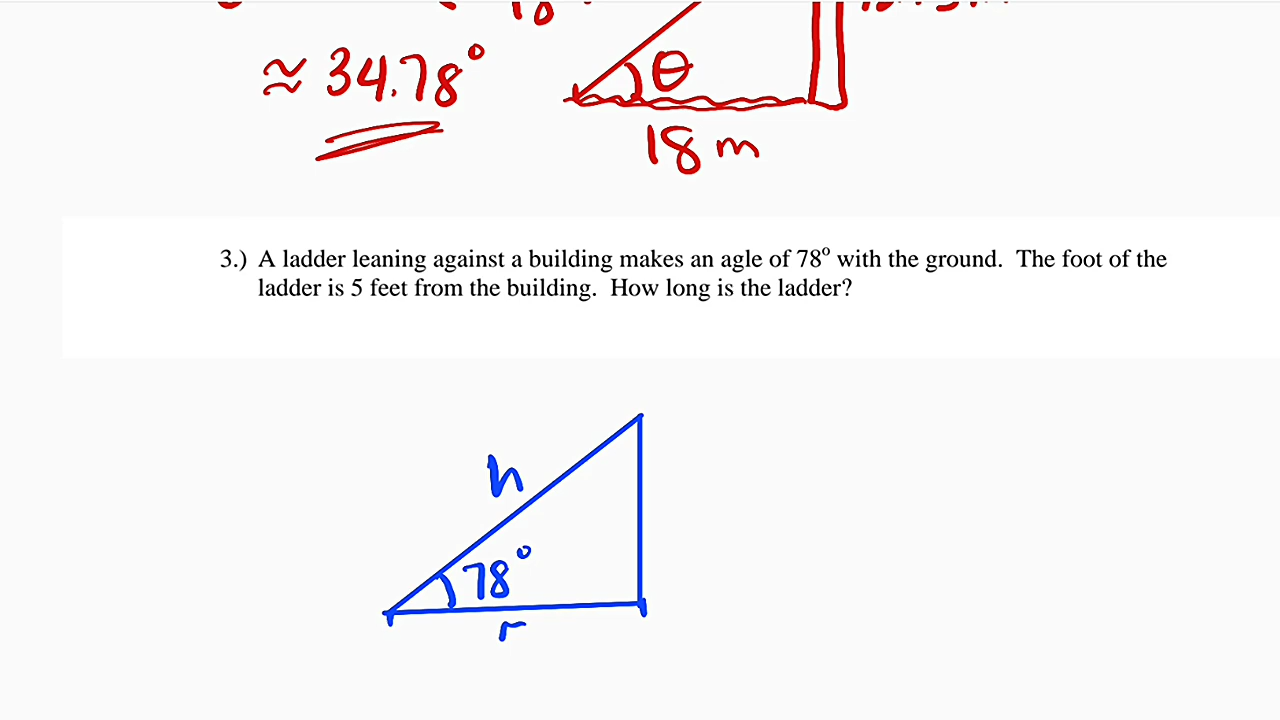 ≈ 34.78°
θ
18 m
3.) A ladder leaning against a building makes an agle of 78° with the ground. The foot of the
ladder is 5 feet from the building. How long is the ladder?
h
78°